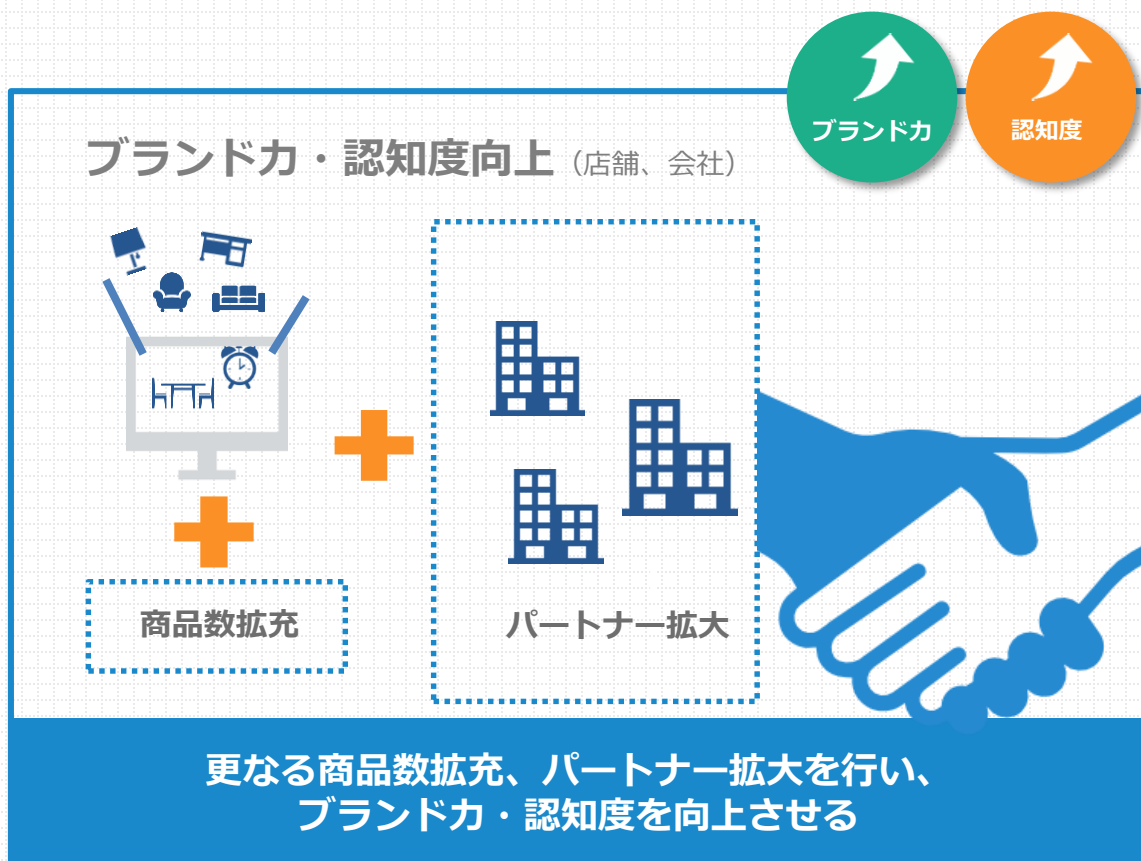 ブランド力
認知度
ブランド力・認知度向上（店舗、会社）
商品数拡充
パートナー拡大
更なる商品数拡充、パートナー拡大を行い、
ブランド力・認知度を向上させる